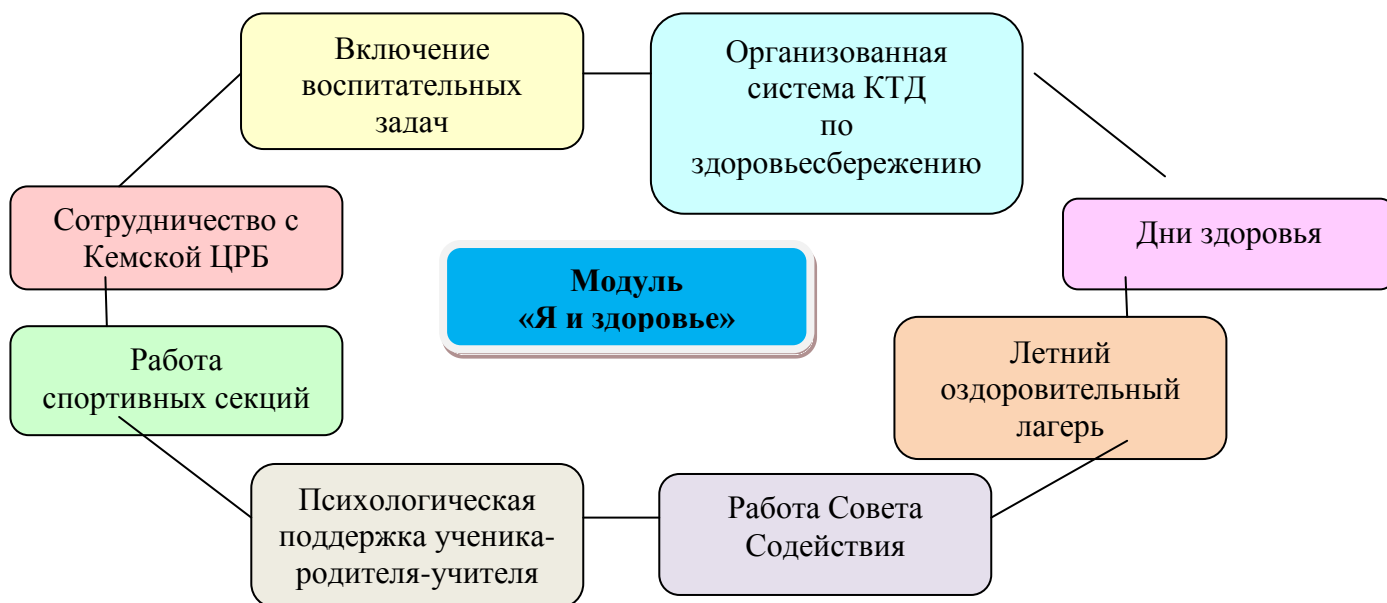 Включение
воспитательных
задач
Организованная
система КТД
по
здоровьесбережению
Сотрудничество с
Кемской ЦРБ
Дни здоровья
Модуль
«Я и здоровье»
Работа
спортивных секций
Летний
оздоровительный
лагерь
Психологическая
поддержка ученика-
родителя-учителя
Работа Совета
Содействия